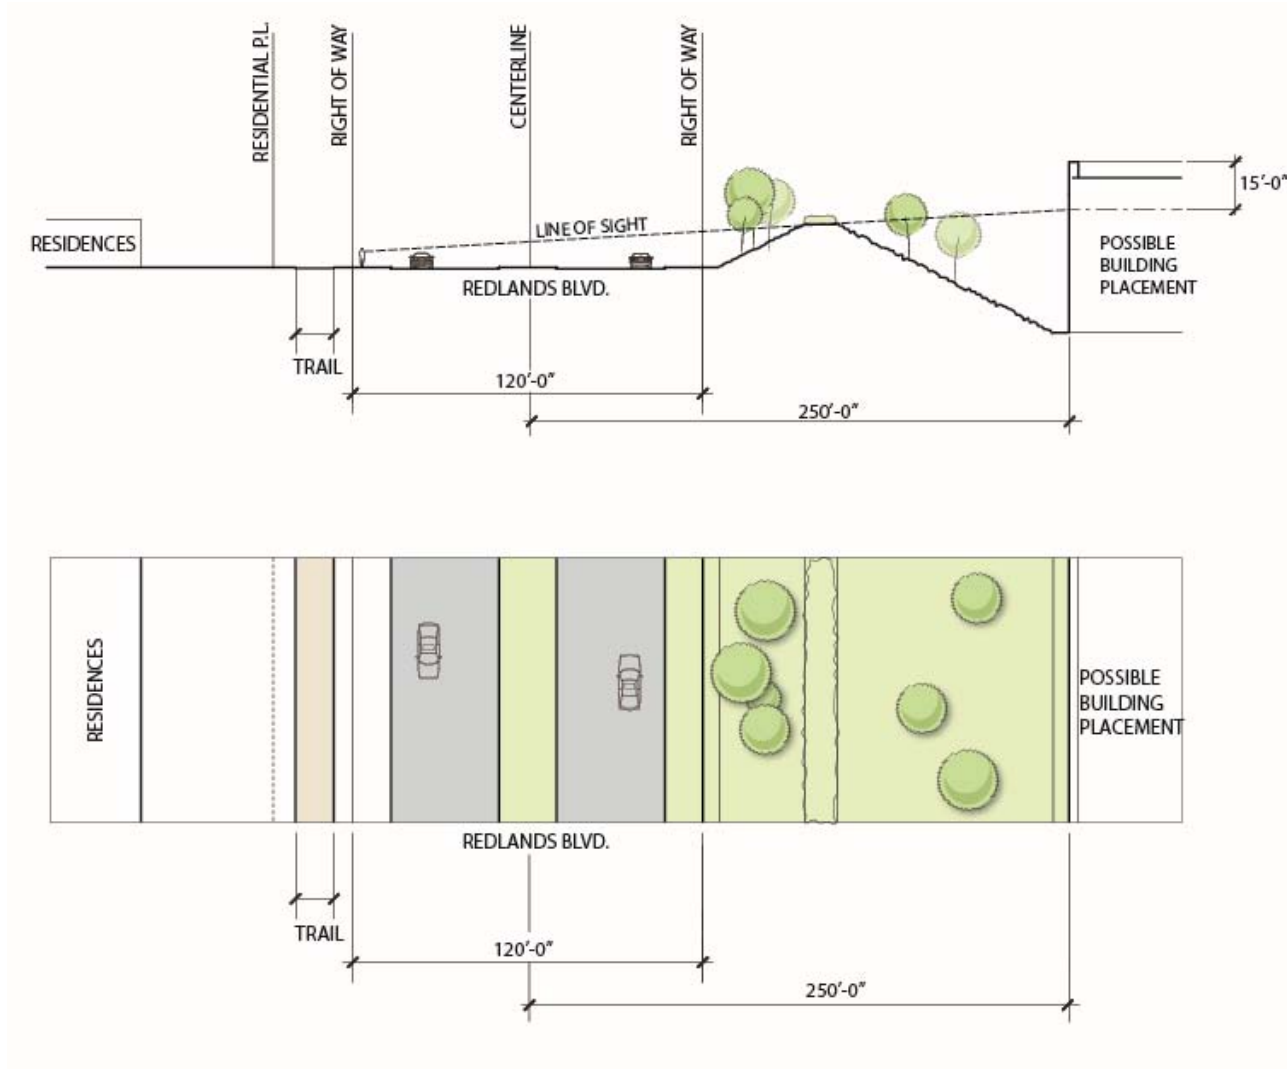 RESIDENTIAL P.L.
RIGHT OF WAY
CENTERLINE
RIGHT OF WAY
15'-0"
LINE OF SIGHT
RESIDENCES
POSSIBLE
BUILDING
PLACEMENT
REDLANDS BLVD.
TRAIL
120'-0"
250'-0"
RESIDENCES
POSSIBLE
BUILDING
PLACEMENT
REDLANDS BLVD.
TRAIL
120'-0"
250'-0"